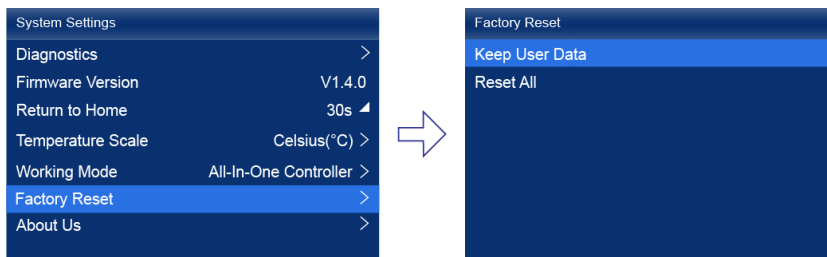 System Settings
Diagnostics >
Firmware Version V1.4.0
Return to Home 30s
Temperature Scale Celsius(°C) >
Working Mode All-In-One Controller >
Factory Reset >
About Us >
Factory Reset
Keep User Data
Reset All